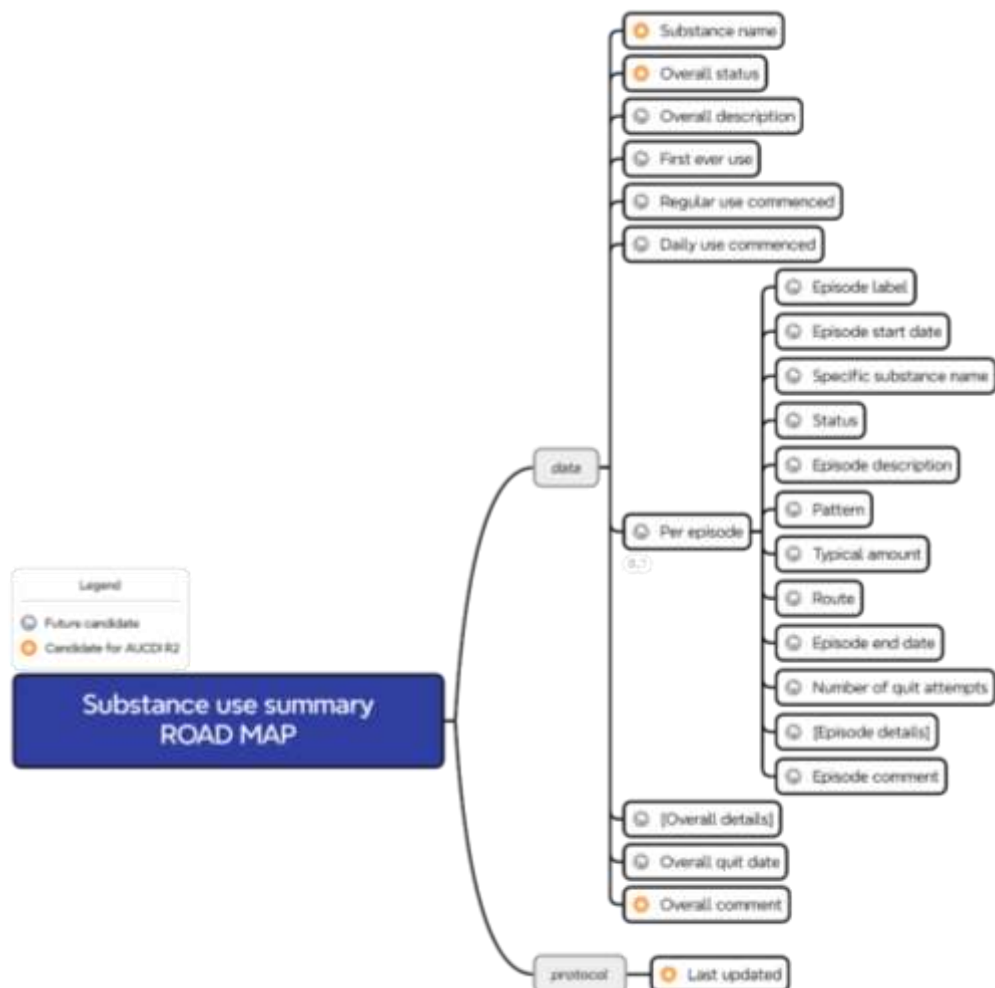 Substance name
Overall status
Overall description
First ever use
Regular use commenced
Daily use commenced
Episode label
Episode start date
Specific substance name
Status
data
Episode description
Pattern
Per episode
Typical amount
Route
Legend
Future candidate
Episode end date
Candidate for AUCDI R2
Number of quit attempts
Substance use summary
ROAD MAP
[Episode details]
Episode comment
[Overall details]
Overall quit date
Overall comment
protocol
Last updated